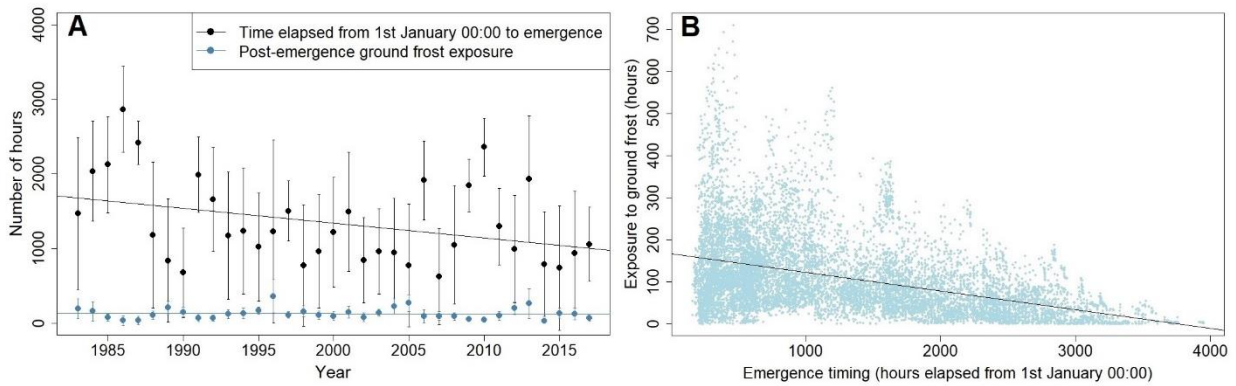 A
Time elapsed from 1st January 00:00 to emergence
Post-emergence ground frost exposure
Number of hours
4000
3000
2000
1000
0
1985 1990 1995 2000 2005 2010 2015
Year
B
Exposure to ground frost (hours)
700
600
500
400
300
200
100
0
1000 2000 3000 4000
Emergence timing (hours elapsed from 1st January 00:00)